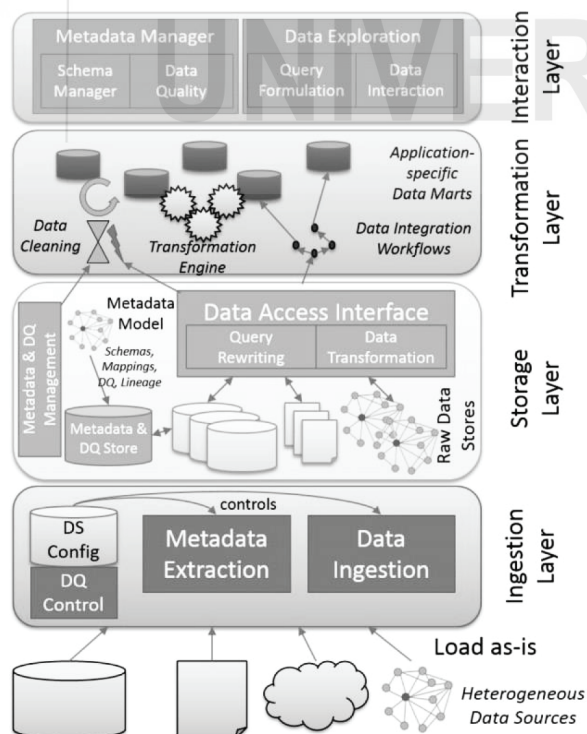 UNIVER
Metadata Manager
Schema
Manager
Data
Quality
Data Exploration
Query
Formulation
Data
Interaction
Interaction
Layer
Application-
specific
Data Marts
Data
Cleaning
Transformation
Engine
Data Integration
Workflows
Transformation
Layer
Metadata & DQ
Management
Metadata
Model
Schemas,
Mappings,
DQ, Lineage
Metadata &
DQ Store
Data Access Interface
Query
Rewriting
Data
Transformation
Raw Data
Stores
Storage
Layer
controls
DS
Config
DQ
Control
Metadata
Extraction
Data
Ingestion
Ingestion
Layer
Load as-is
Heterogeneous
Data Sources